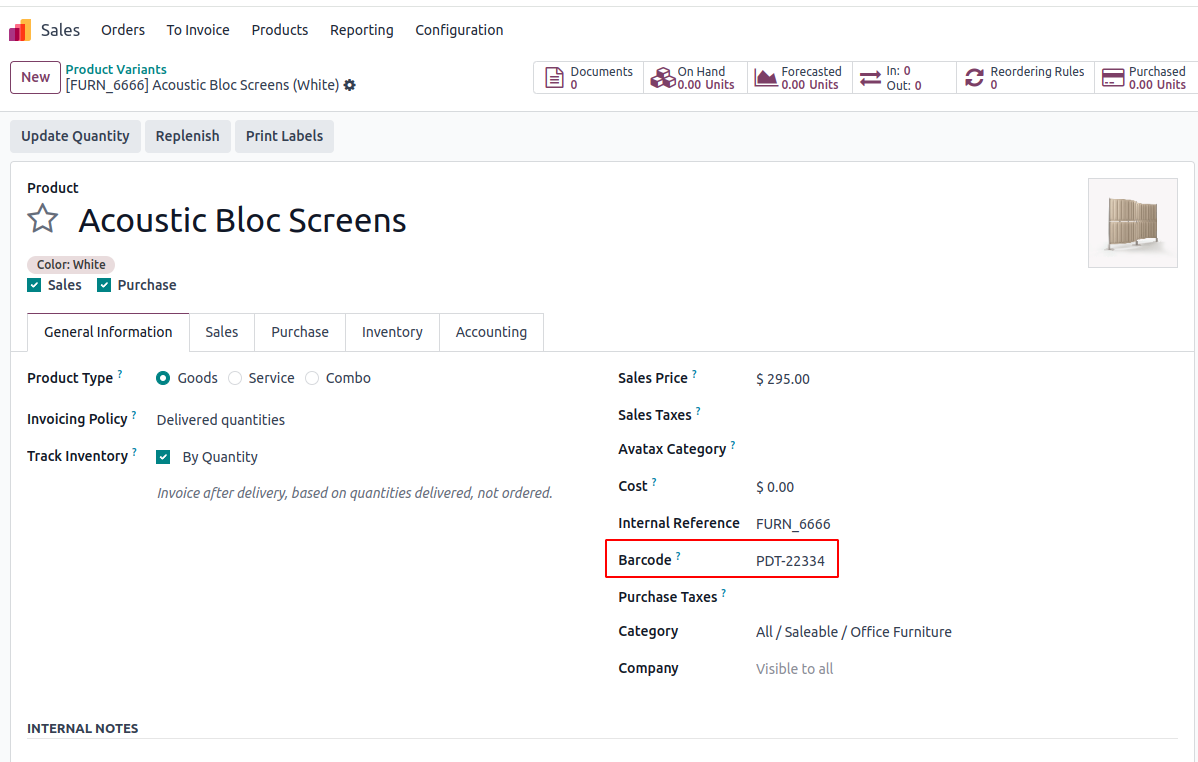 Sales Orders To Invoice Products Reporting Configuration
New
Product Variants
[FURN_6666] Acoustic Bloc Screens (White)
Documents
0
On Hand
0.00 Units
Forecasted
0.00 Units
In: 0
Out: 0
Reordering Rules
0
Purchased
0.00 Units
Update Quantity Replenish Print Labels
Product
Acoustic Bloc Screens
Color: White
Sales Purchase
General Information Sales Purchase Inventory Accounting
Product Type ? Goods Service Combo
Invoicing Policy ? Delivered quantities
Track Inventory ? By Quantity
Invoice after delivery, based on quantities delivered, not ordered.
Sales Price ? $ 295.00
Sales Taxes ?
Avatax Category ?
Cost ? $ 0.00
Internal Reference FURN_6666
Barcode ? PDT-22334
Purchase Taxes ?
Category All / Saleable / Office Furniture
Company Visible to all
INTERNAL NOTES